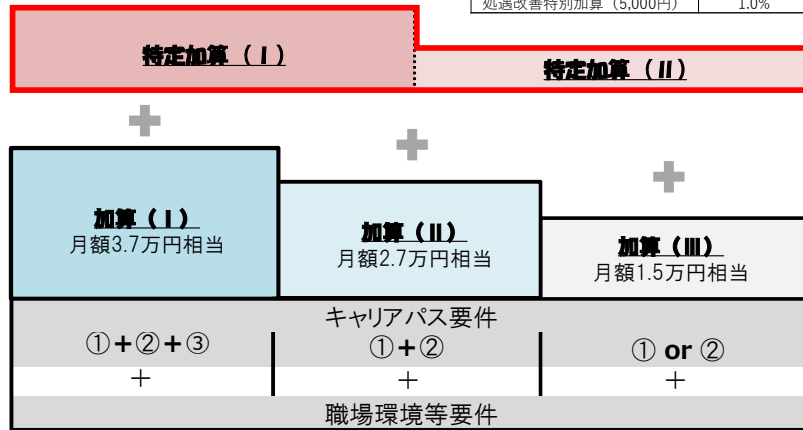 処遇改善特別加算（5,000円） 1.0%
特定加算（Ⅰ）
特定加算（Ⅱ）
＋
＋
＋
加算（Ⅰ）
月額3.7万円相当
加算（Ⅱ）
月額2.7万円相当
加算（Ⅲ）
月額1.5万円相当
キャリアパス要件
①+②+③ ①+② ① or ②
＋ ＋ ＋
職場環境等要件